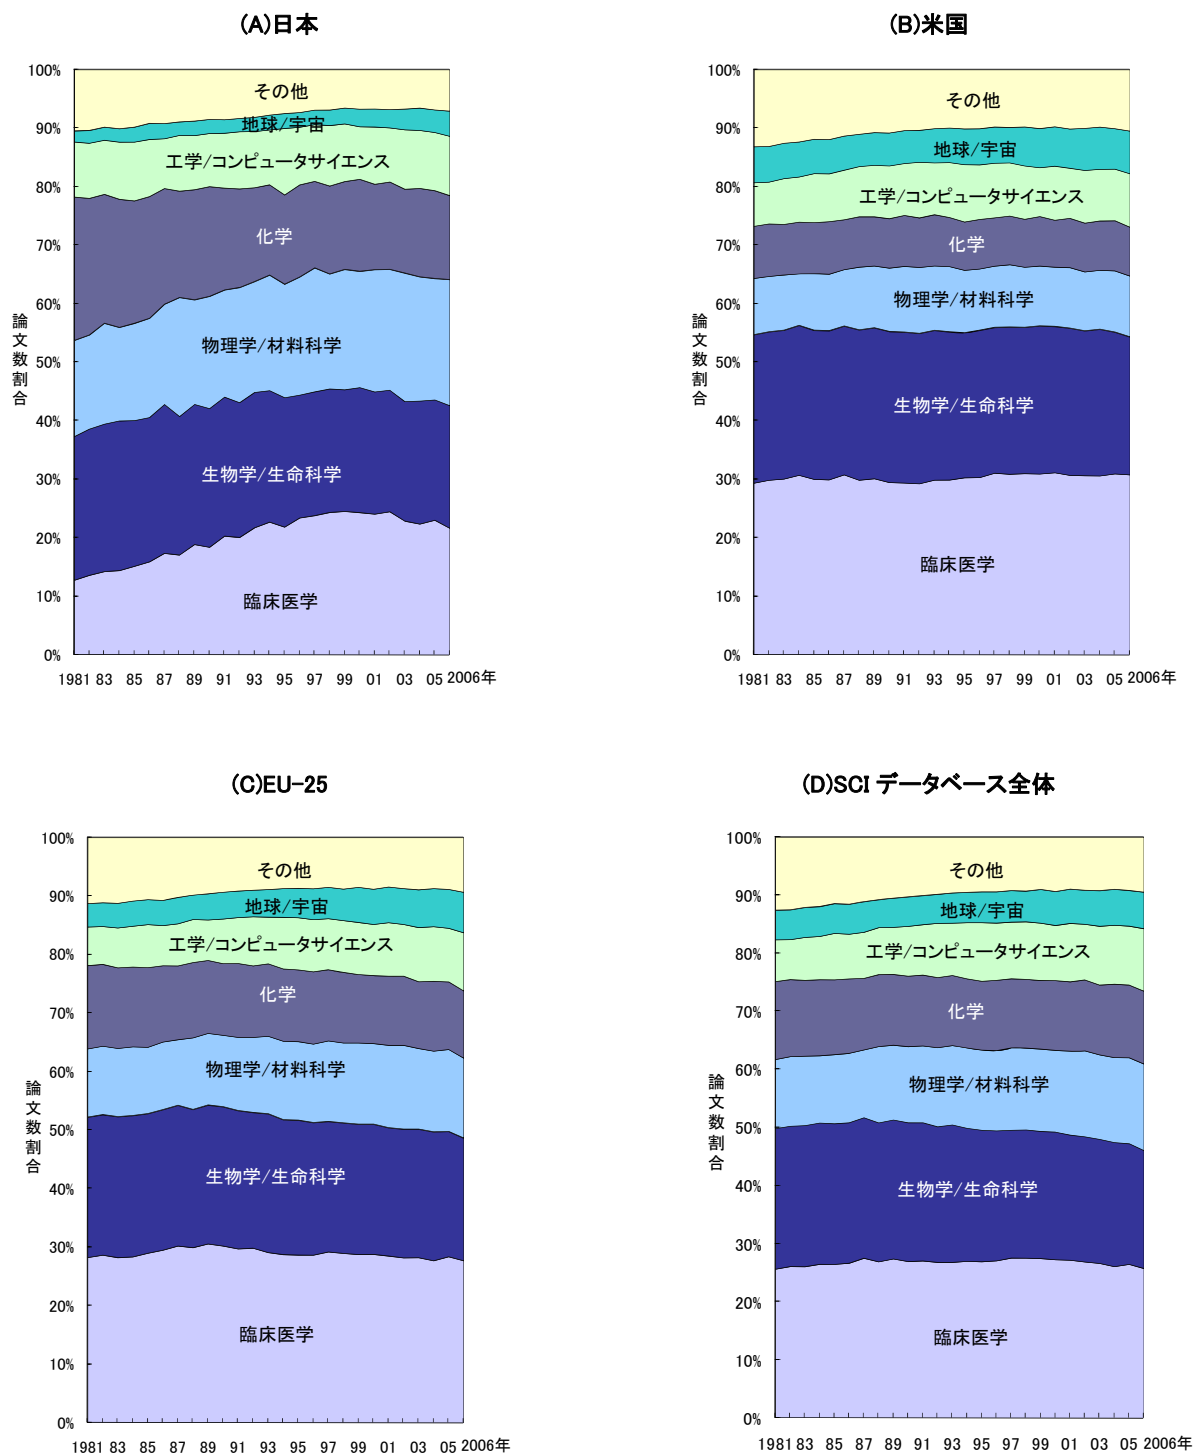 (A)日本
100%
90%
80%
70%
60%
50%
40%
30%
20%
10%
0%
論文数割合
その他
地球/宇宙
工学/コンピュータサイエンス
化学
物理学/材料科学
生物学/生命科学
臨床医学
1981 83 85 87 89 91 93 95 97 99 01 03 05 2006年
(B)米国
100%
90%
80%
70%
60%
50%
40%
30%
20%
10%
0%
論文数割合
その他
地球/宇宙
工学/コンピュータサイエンス
化学
物理学/材料科学
生物学/生命科学
臨床医学
1981 83 85 87 89 91 93 95 97 99 01 03 05 2006年
(C)EU-25
100%
90%
80%
70%
60%
50%
40%
30%
20%
10%
0%
論文数割合
その他
地球/宇宙
工学/コンピュータサイエンス
化学
物理学/材料科学
生物学/生命科学
臨床医学
1981 83 85 87 89 91 93 95 97 99 01 03 05 2006年
(D)SCI データベース全体
100%
90%
80%
70%
60%
50%
40%
30%
20%
10%
0%
論文数割合
その他
地球/宇宙
工学/コンピュータサイエンス
化学
物理学/材料科学
生物学/生命科学
臨床医学
1981 83 85 87 89 91 93 95 97 99 01 03 05 2006年